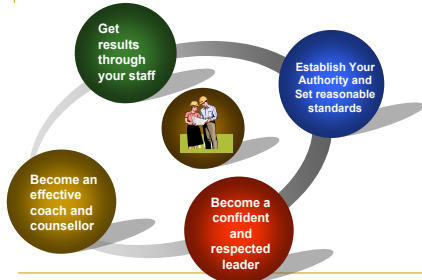 Get
results
through
your staff
Establish Your
Authority and
Set reasonable
standards
Become an
effective
coach and
counsellor
Become a
confident
and
respected
leader